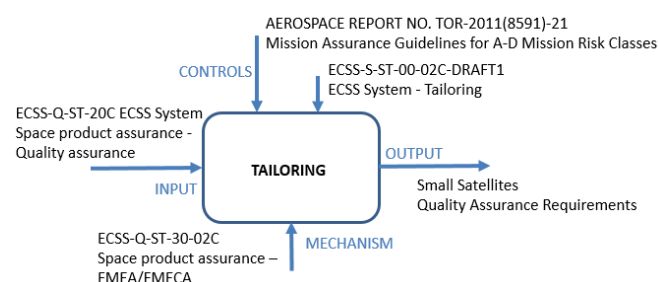 AEROSPACE REPORT NO. TOR-2011(8591)-21
Mission Assurance Guidelines for A-D Mission Risk Classes
CONTROLS
ECSS-S-ST-00-02C-DRAFT1
ECSS System - Tailoring
ECSS-Q-ST-20C ECSS System
Space product assurance -
Quality assurance
INPUT
TAILORING
OUTPUT
Small Satellites
Quality Assurance Requirements
ECSS-Q-ST-30-02C
Space product assurance –
FMEA/FMECA
MECHANISM